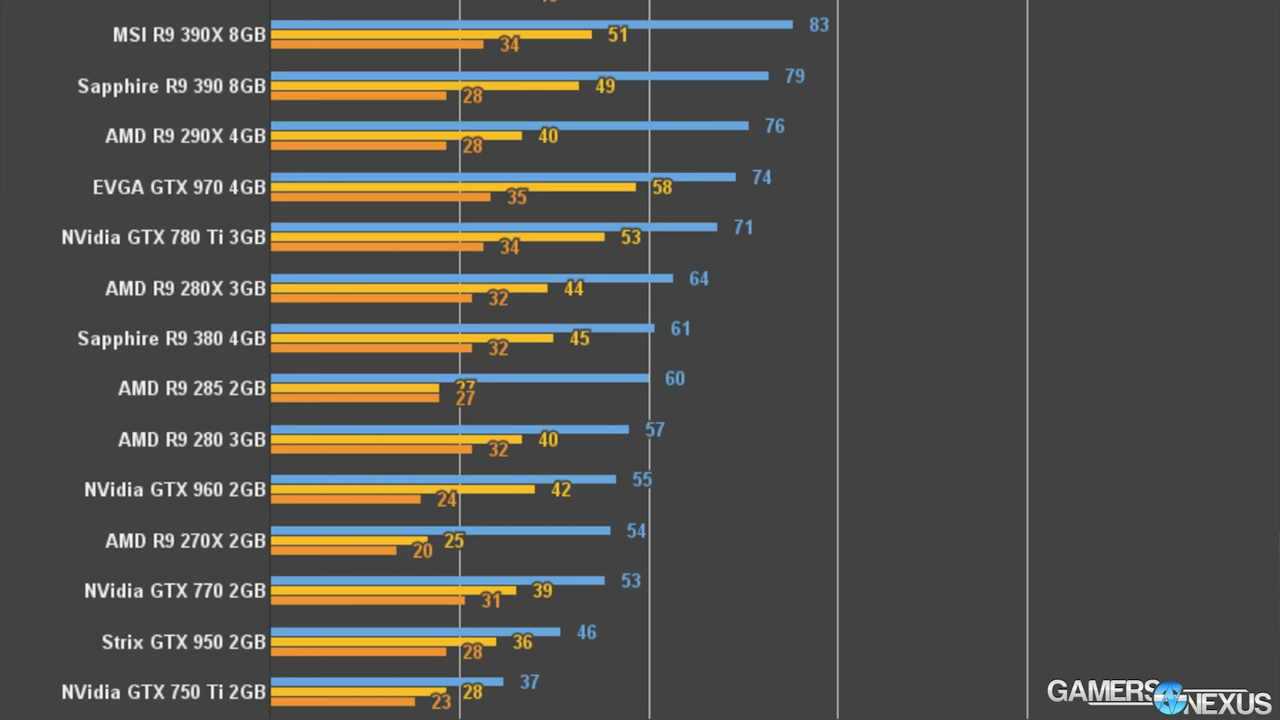 MSI R9 390X 8GB 83 51 34
Sapphire R9 390 8GB 79 49 28
AMD R9 290X 4GB 76 40 28
EVGA GTX 970 4GB 74 58 35
NVidia GTX 780 Ti 3GB 71 53 34
AMD R9 280X 3GB 64 44 32
Sapphire R9 380 4GB 61 45 32
AMD R9 285 2GB 60 27 27
AMD R9 280 3GB 57 40 32
NVidia GTX 960 2GB 55 42 24
AMD R9 270X 2GB 54 25 20
NVidia GTX 770 2GB 53 39 31
Strix GTX 950 2GB 46 36 28
NVidia GTX 750 Ti 2GB 37 28 23
GAMERS
NEXUS